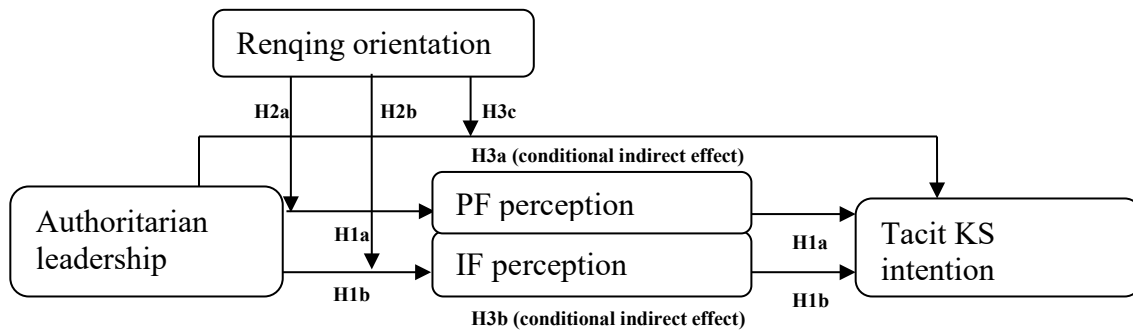 Renqing orientation
H2a
H2b
H3c
H3a (conditional indirect effect)
Authoritarian
leadership
PF perception
H1a
H1a
IF perception
H1b
H1b
Tacit KS
intention
H3b (conditional indirect effect)